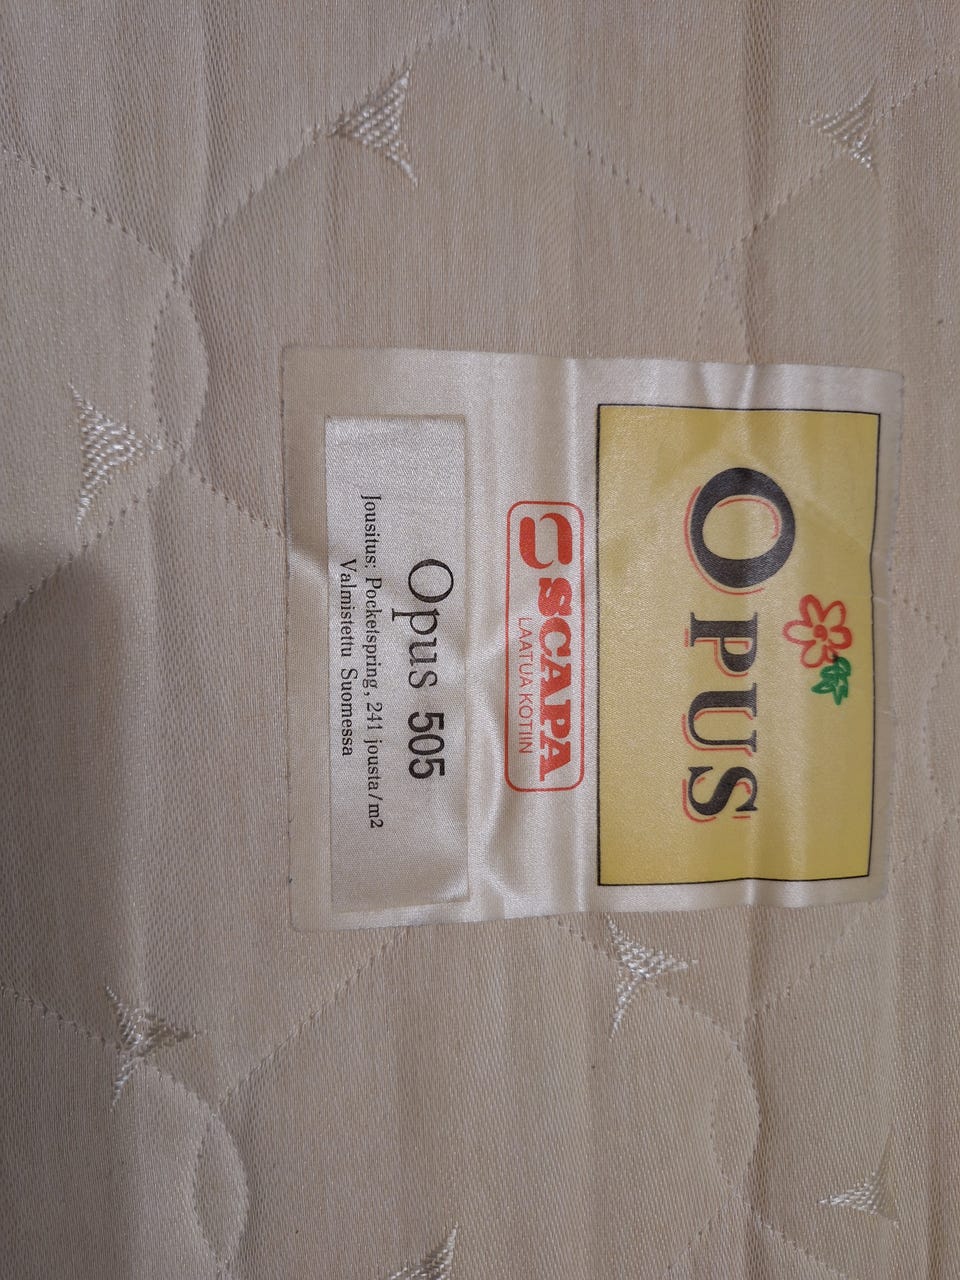 OPUS
SCAPA
LAATUA KOTIIN
Opus 505
Jousitus: Pocketspring, 241 jousta/m2
Valmistettu Suomessa